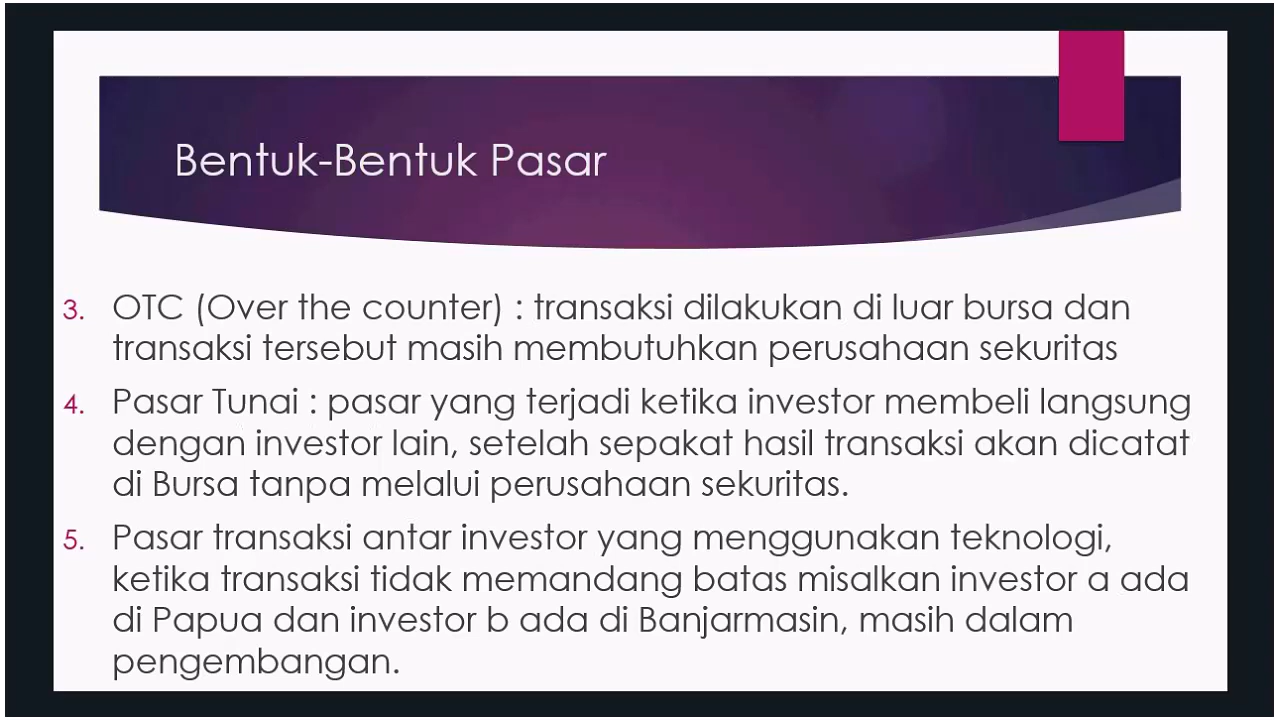 Bentuk-Bentuk Pasar
3. OTC (Over the counter) : transaksi dilakukan di luar bursa dan
transaksi tersebut masih membutuhkan perusahaan sekuritas
4. Pasar Tunai : pasar yang terjadi ketika investor membeli langsung
dengan investor lain, setelah sepakat hasil transaksi akan dicatat
di Bursa tanpa melalui perusahaan sekuritas.
5. Pasar transaksi antar investor yang menggunakan teknologi,
ketika transaksi tidak memandang batas misalkan investor a ada
di Papua dan investor b ada di Banjarmasin, masih dalam
pengembangan.